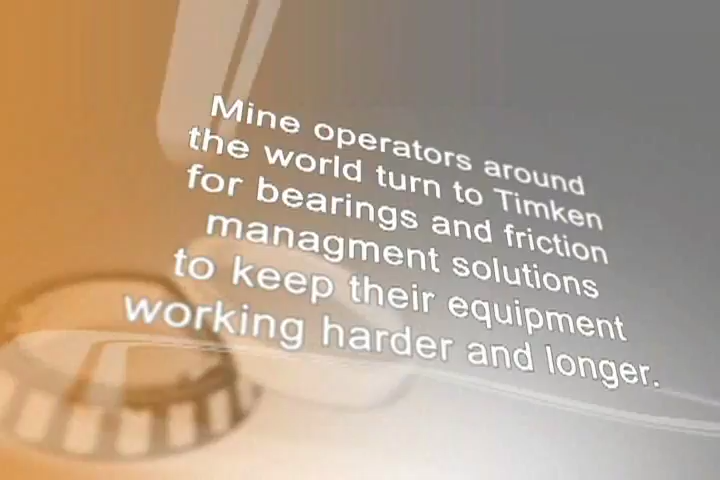 Mine operators around
the world turn to Timken
for bearings and friction
managment solutions
to keep their equipment
working harder and longer.